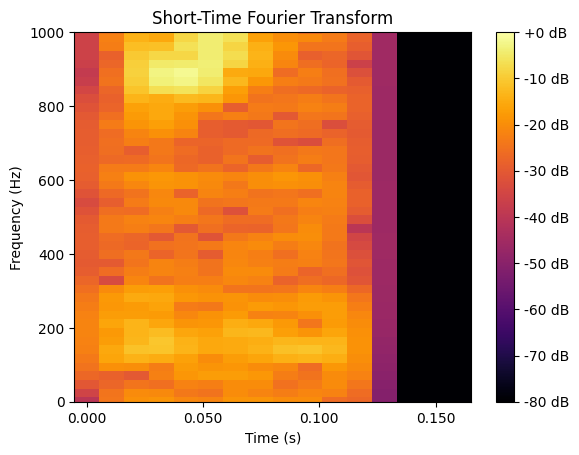 Short-Time Fourier Transform
1000
800
600
400
200
0
Frequency (Hz)
0.000
0.050
0.100
0.150
Time (s)
+0 dB
-10 dB
-20 dB
-30 dB
-40 dB
-50 dB
-60 dB
-70 dB
-80 dB